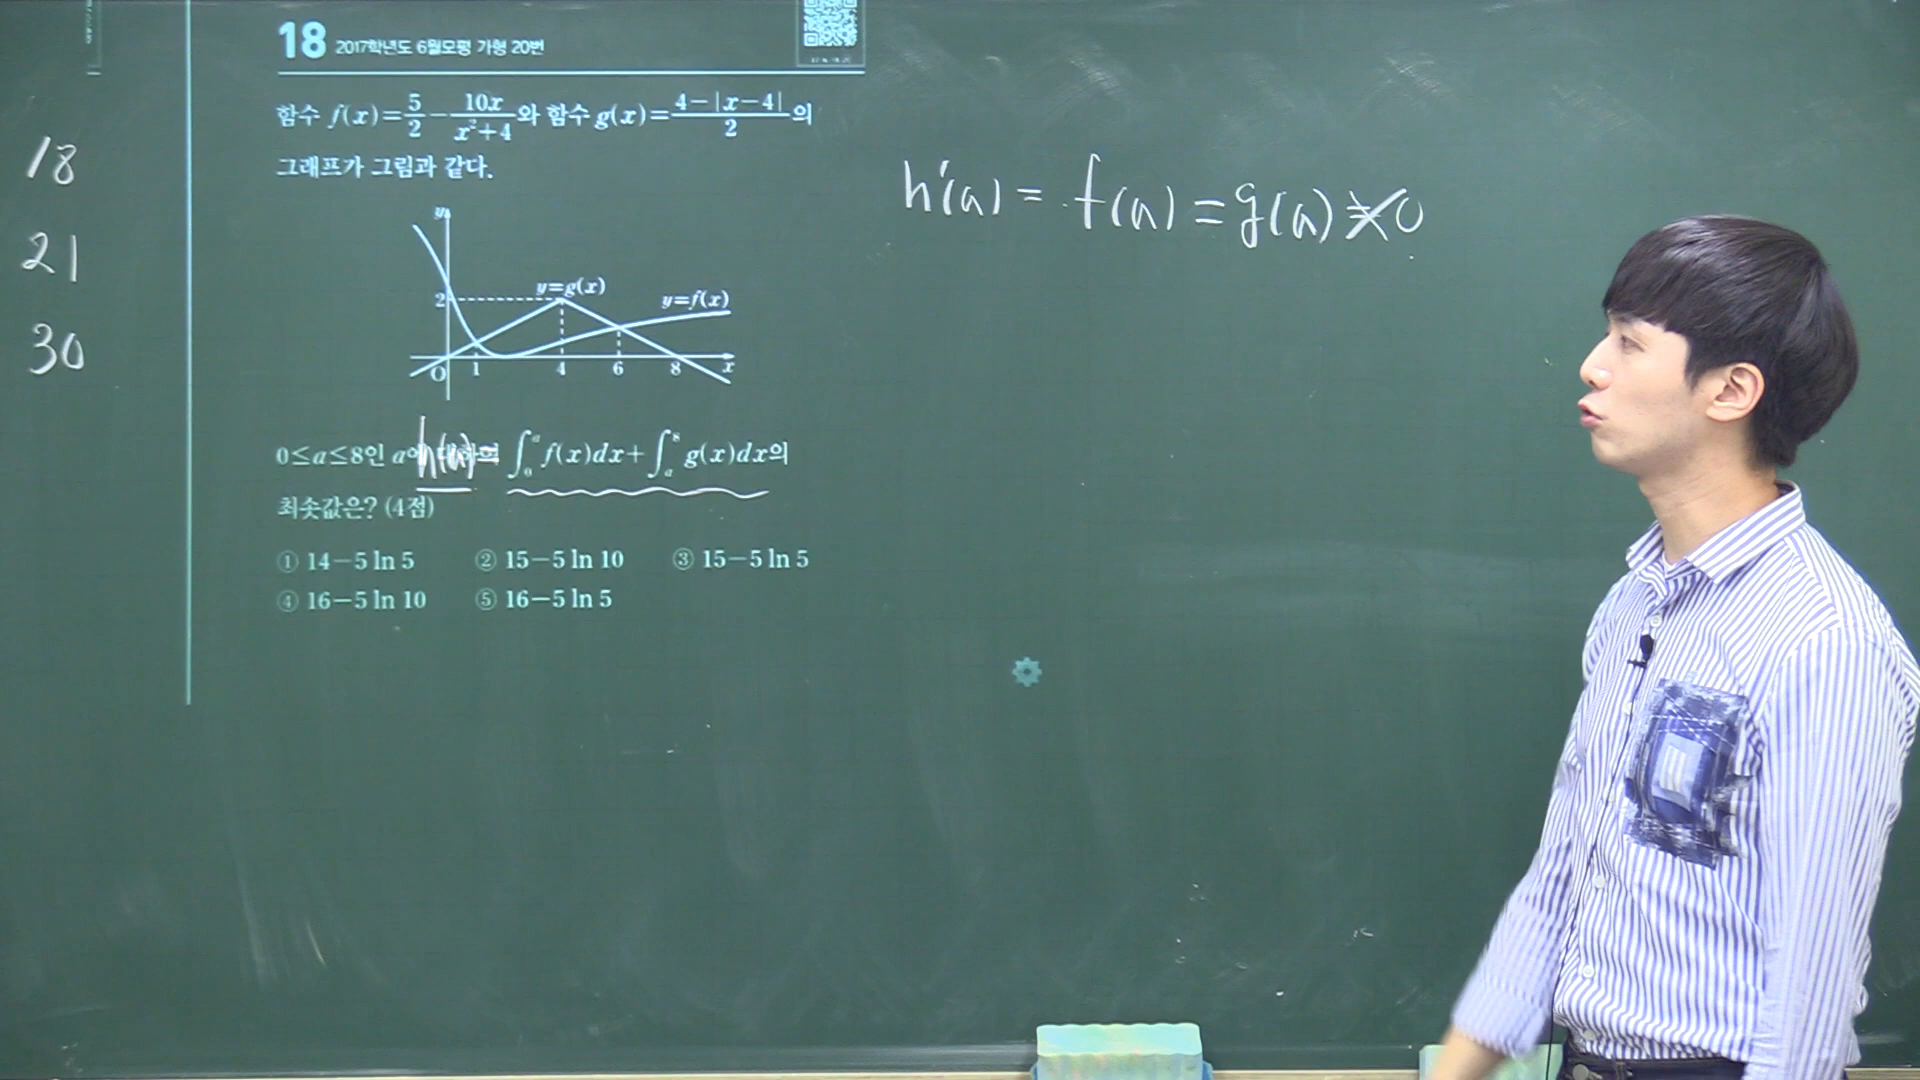 18 2017학년도 6월모평 가형 20번
함수 f(x)=5/2-10x/(x²+4)와 함수 g(x)=(4-|x-4|)/2의
그래프가 그림과 같다.
y
y=g(x)
y=f(x)
2
O 1 4 6 8 x
0≤a≤8인 a에 대하여 ∫₀ᵃ f(x)dx+∫ₐ⁸ g(x)dx의
h(a)=
최솟값은? (4점)
① 14-5 ln 5 ② 15-5 ln 10 ③ 15-5 ln 5
④ 16-5 ln 10 ⑤ 16-5 ln 5
18
21
30
h'(a) = f(a) = g(a) 0